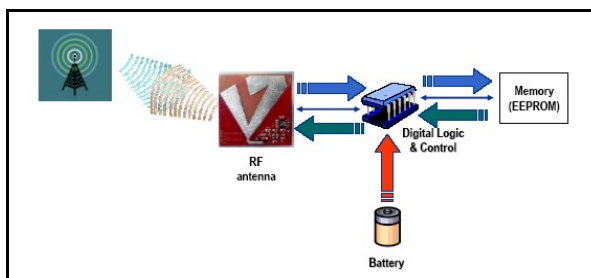 Memory
(EEPROM)
Digital Logic
& Control
RF
antenna
Battery